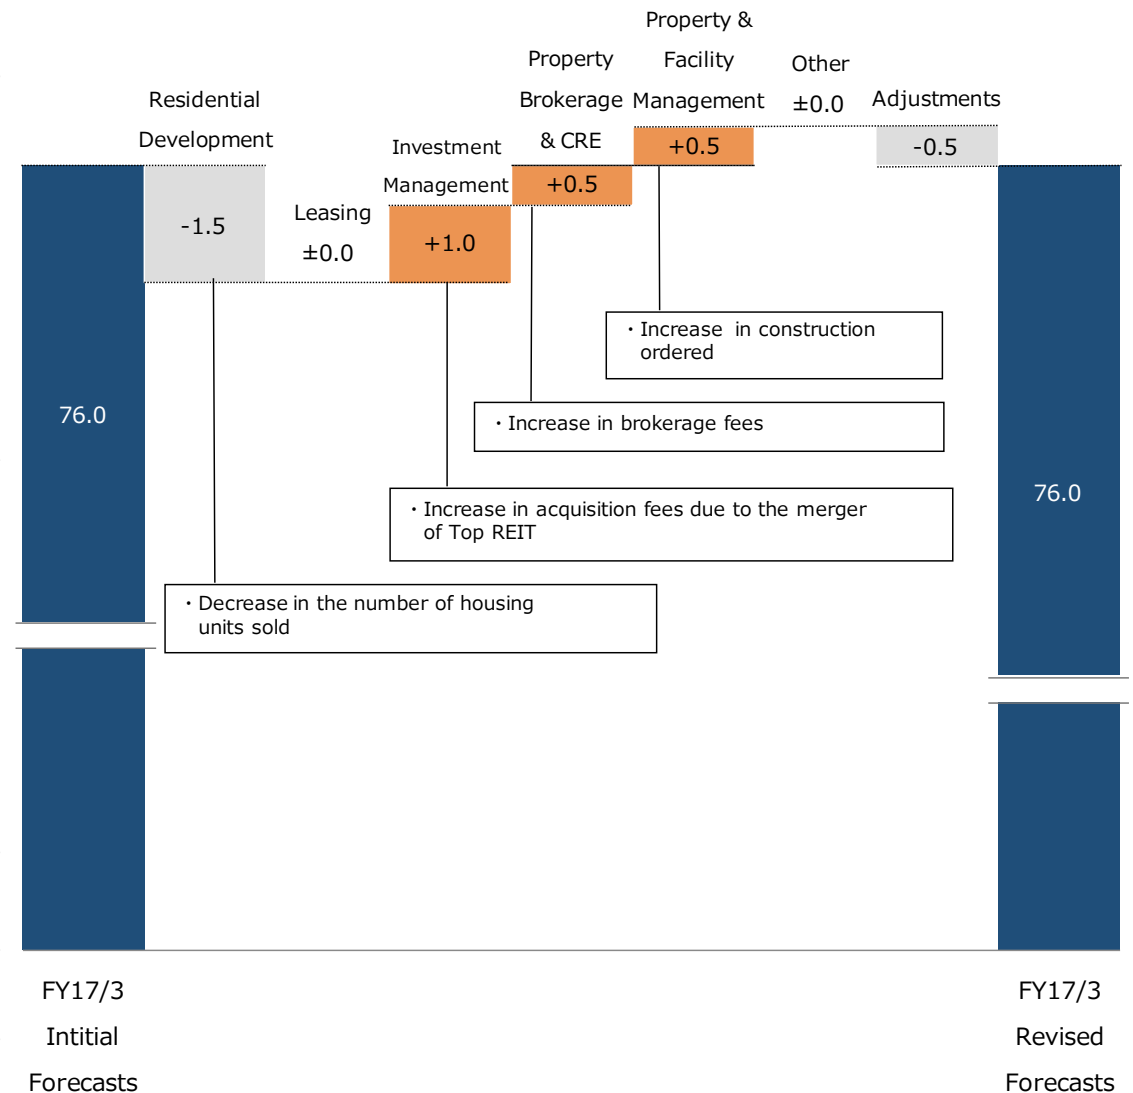 Residential
Development
-1.5
Leasing
±0.0
Investment
Management
+1.0
Property
Brokerage
& CRE
+0.5
Property &
Facility
Management
+0.5
Other
±0.0
Adjustments
-0.5
76.0
76.0
・Increase in construction
ordered
・Increase in brokerage fees
・Increase in acquisition fees due to the merger
of Top REIT
・Decrease in the number of housing
units sold
FY17/3
Intitial
Forecasts
FY17/3
Revised
Forecasts